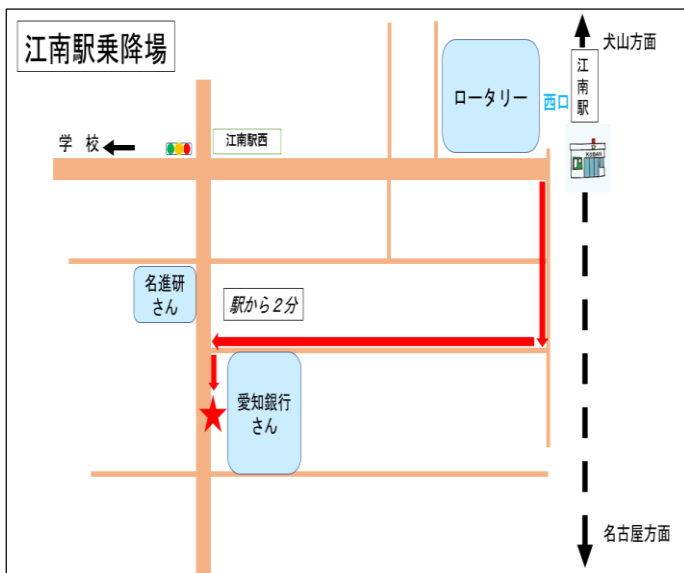 江南駅乗降場
犬山方面
江南駅
西口
ロータリー
KOBAN
江南駅西
学 校
名進研
さん
駅から２分
愛知銀行
さん
名古屋方面